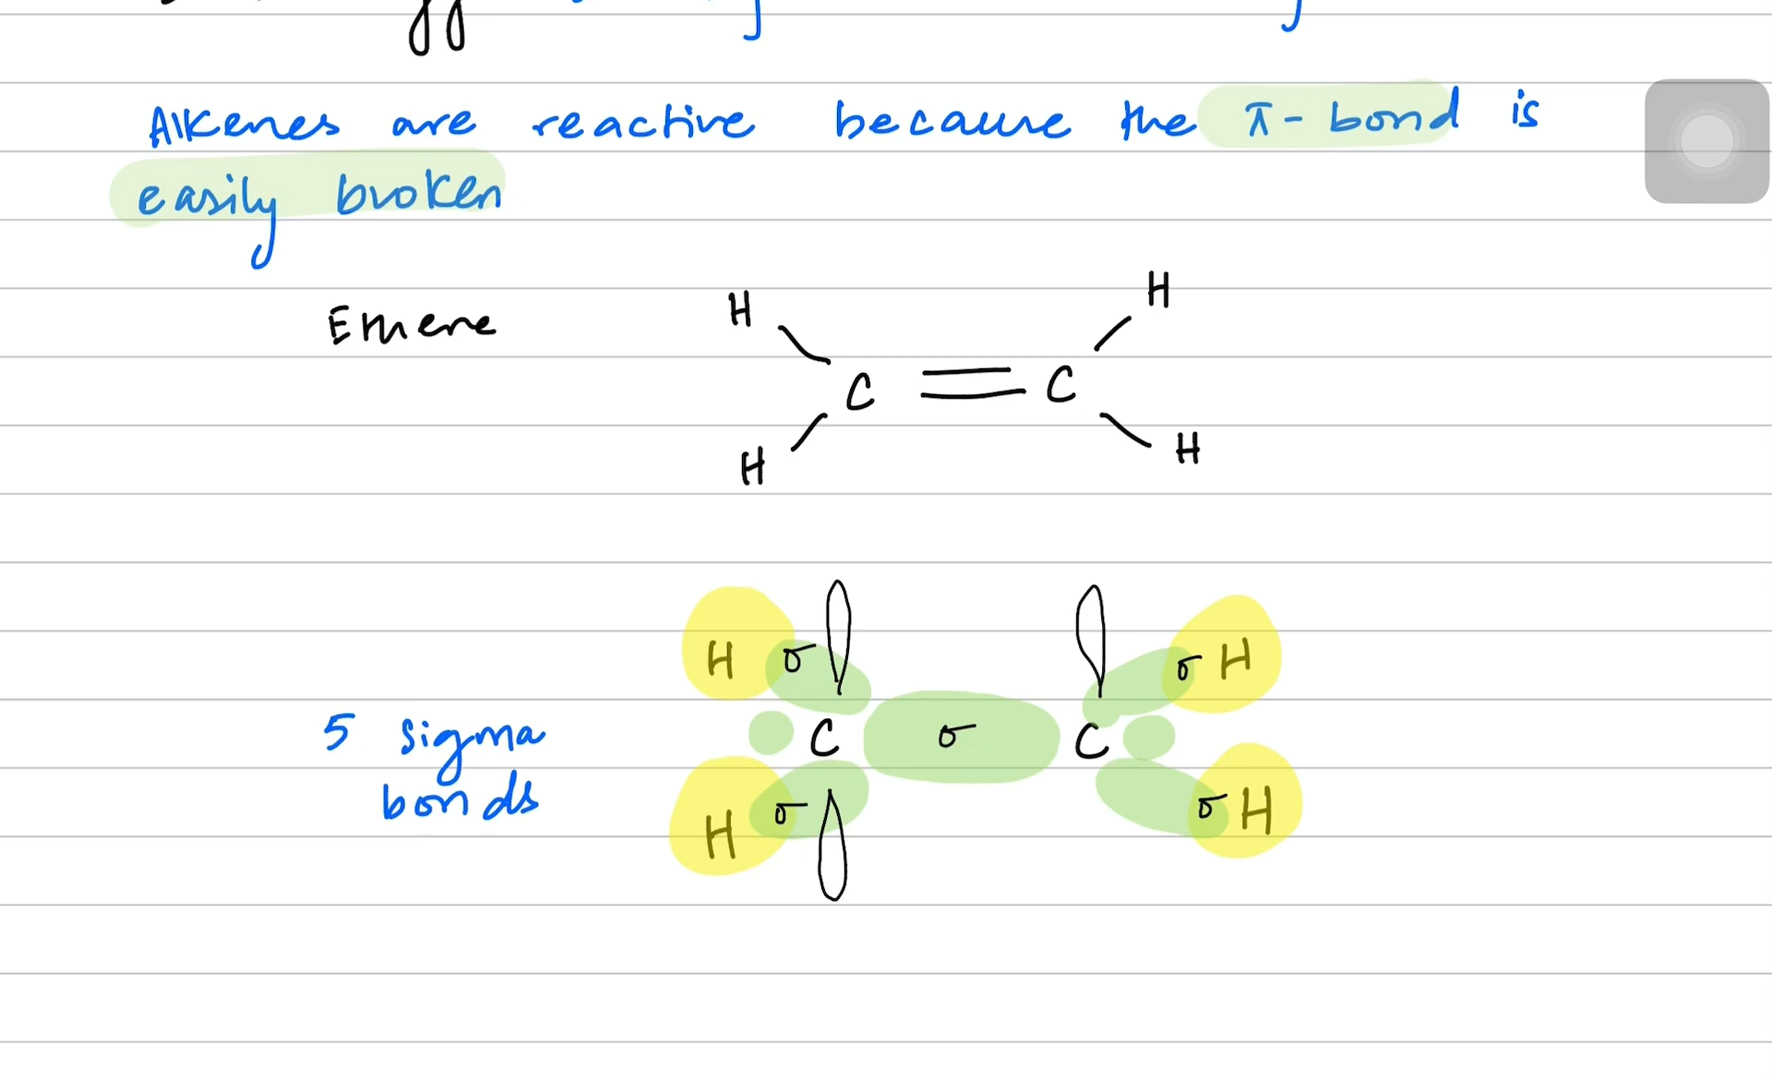 Alkenes are reactive because the π- bond is
easily broken
Ethene
H H
C = C
H H
H σ σ H
5 sigma C σ C
bonds
H σ σ H